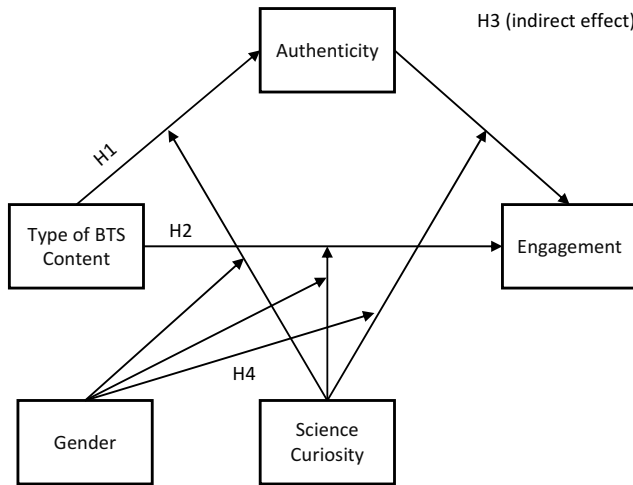 H3 (indirect effect)
Authenticity
H1
Type of BTS
Content
H2
Engagement
H4
Gender
Science
Curiosity